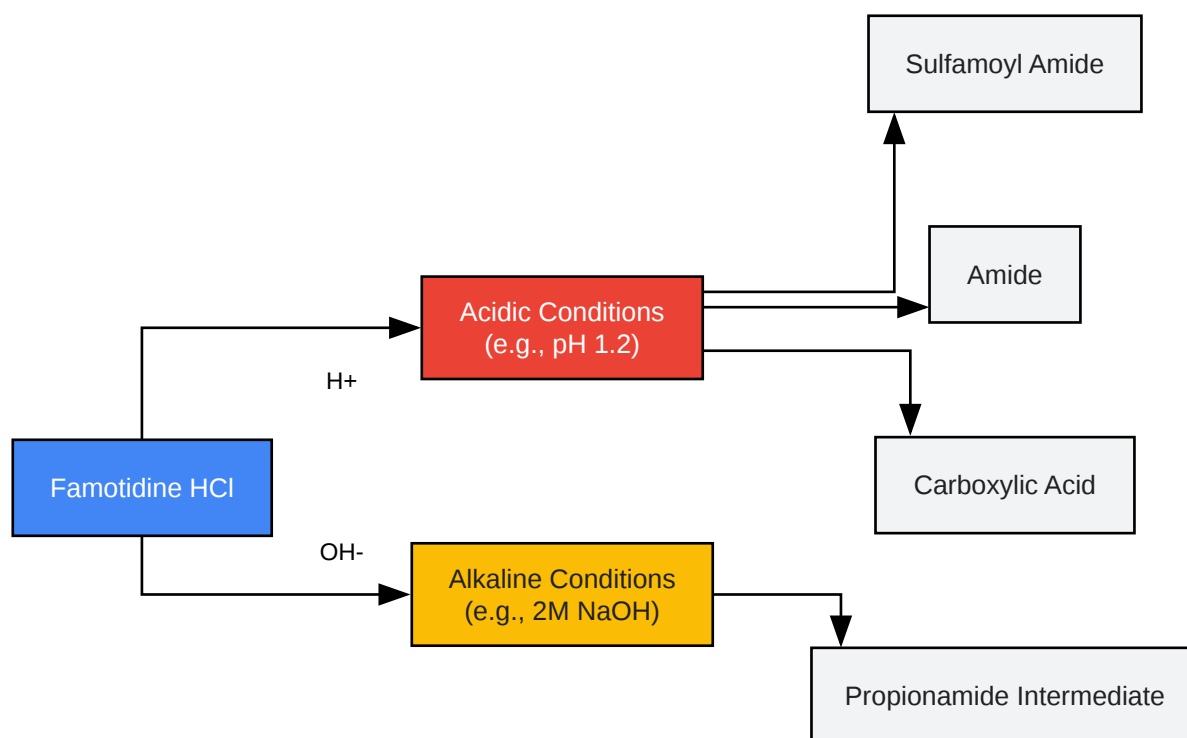 Sulfamoyl Amide
Amide
Acidic Conditions
(e.g., pH 1.2)
H+
Famotidine HCl
Carboxylic Acid
OH-
Alkaline Conditions
(e.g., 2M NaOH)
Propionamide Intermediate